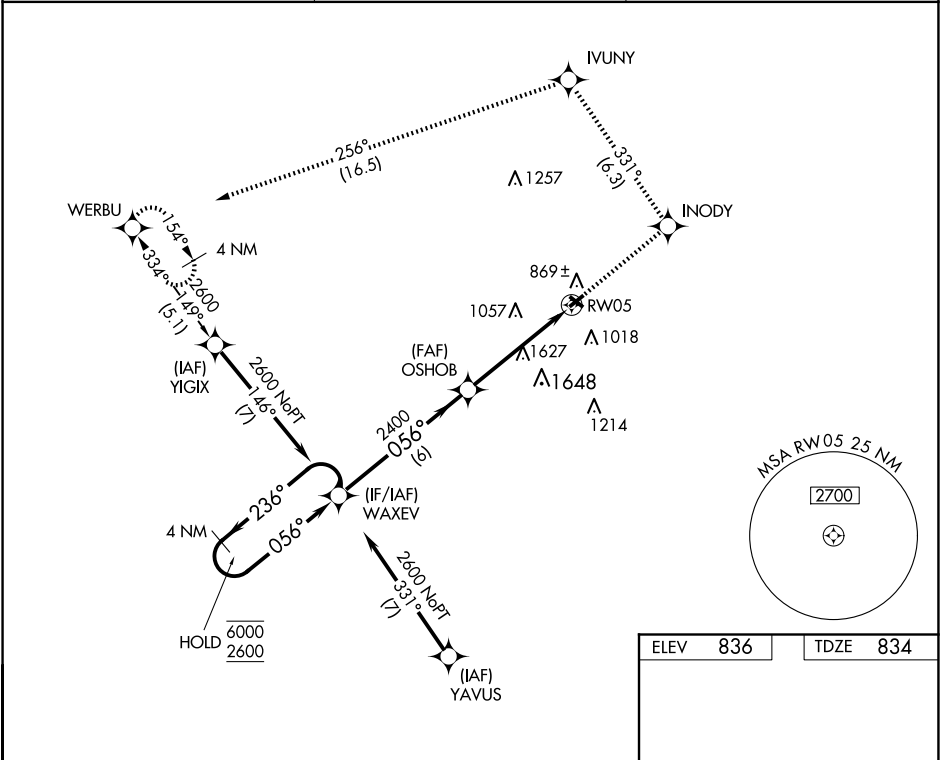 IVUNY
256°
(16.5)
331°
(6.3)
1257
WERBU
154°
4 NM
INODY
334°
2600
149°
(5.1)
869±
RW05
1057
1018
(IAF)
YIGIX
(FAF)
OSHOB
1627
1648
1214
2600 NoPT
146°
(7)
2400
056°
(6)
MSA RW05 25 NM
2700
236°
(IF/IAF)
WAXEV
4 NM
056°
2600 NoPT
331°
(7)
HOLD
6000
2600
(IAF)
YAVUS
ELEV 836
TDZE 834